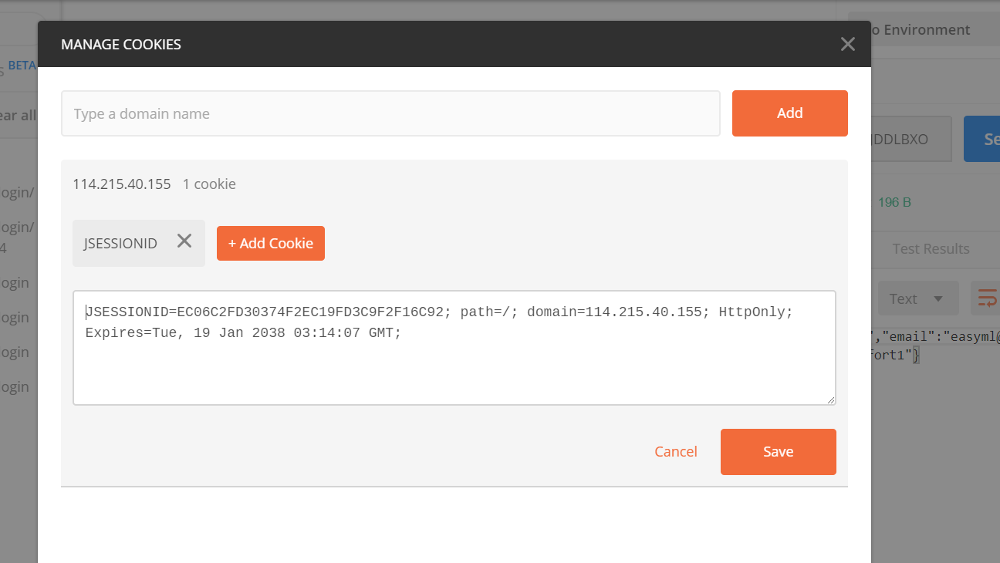 MANAGE COOKIES
o Environment
BETA
Type a domain name
Add
ear all
DDLBXO
Se
114.215.40.155 1 cookie
ogin/
196 B
ogin/
4
JSESSIONID
+ Add Cookie
Test Results
ogin
Text
JSESSIONID=EC06C2FD30374F2EC19FD3C9F2F16C92; path=/; domain=114.215.40.155; HttpOnly;
Expires=Tue, 19 Jan 2038 03:14:07 GMT;
ogin
","email":"easyml@
ort1"}
ogin
ogin
Cancel
Save